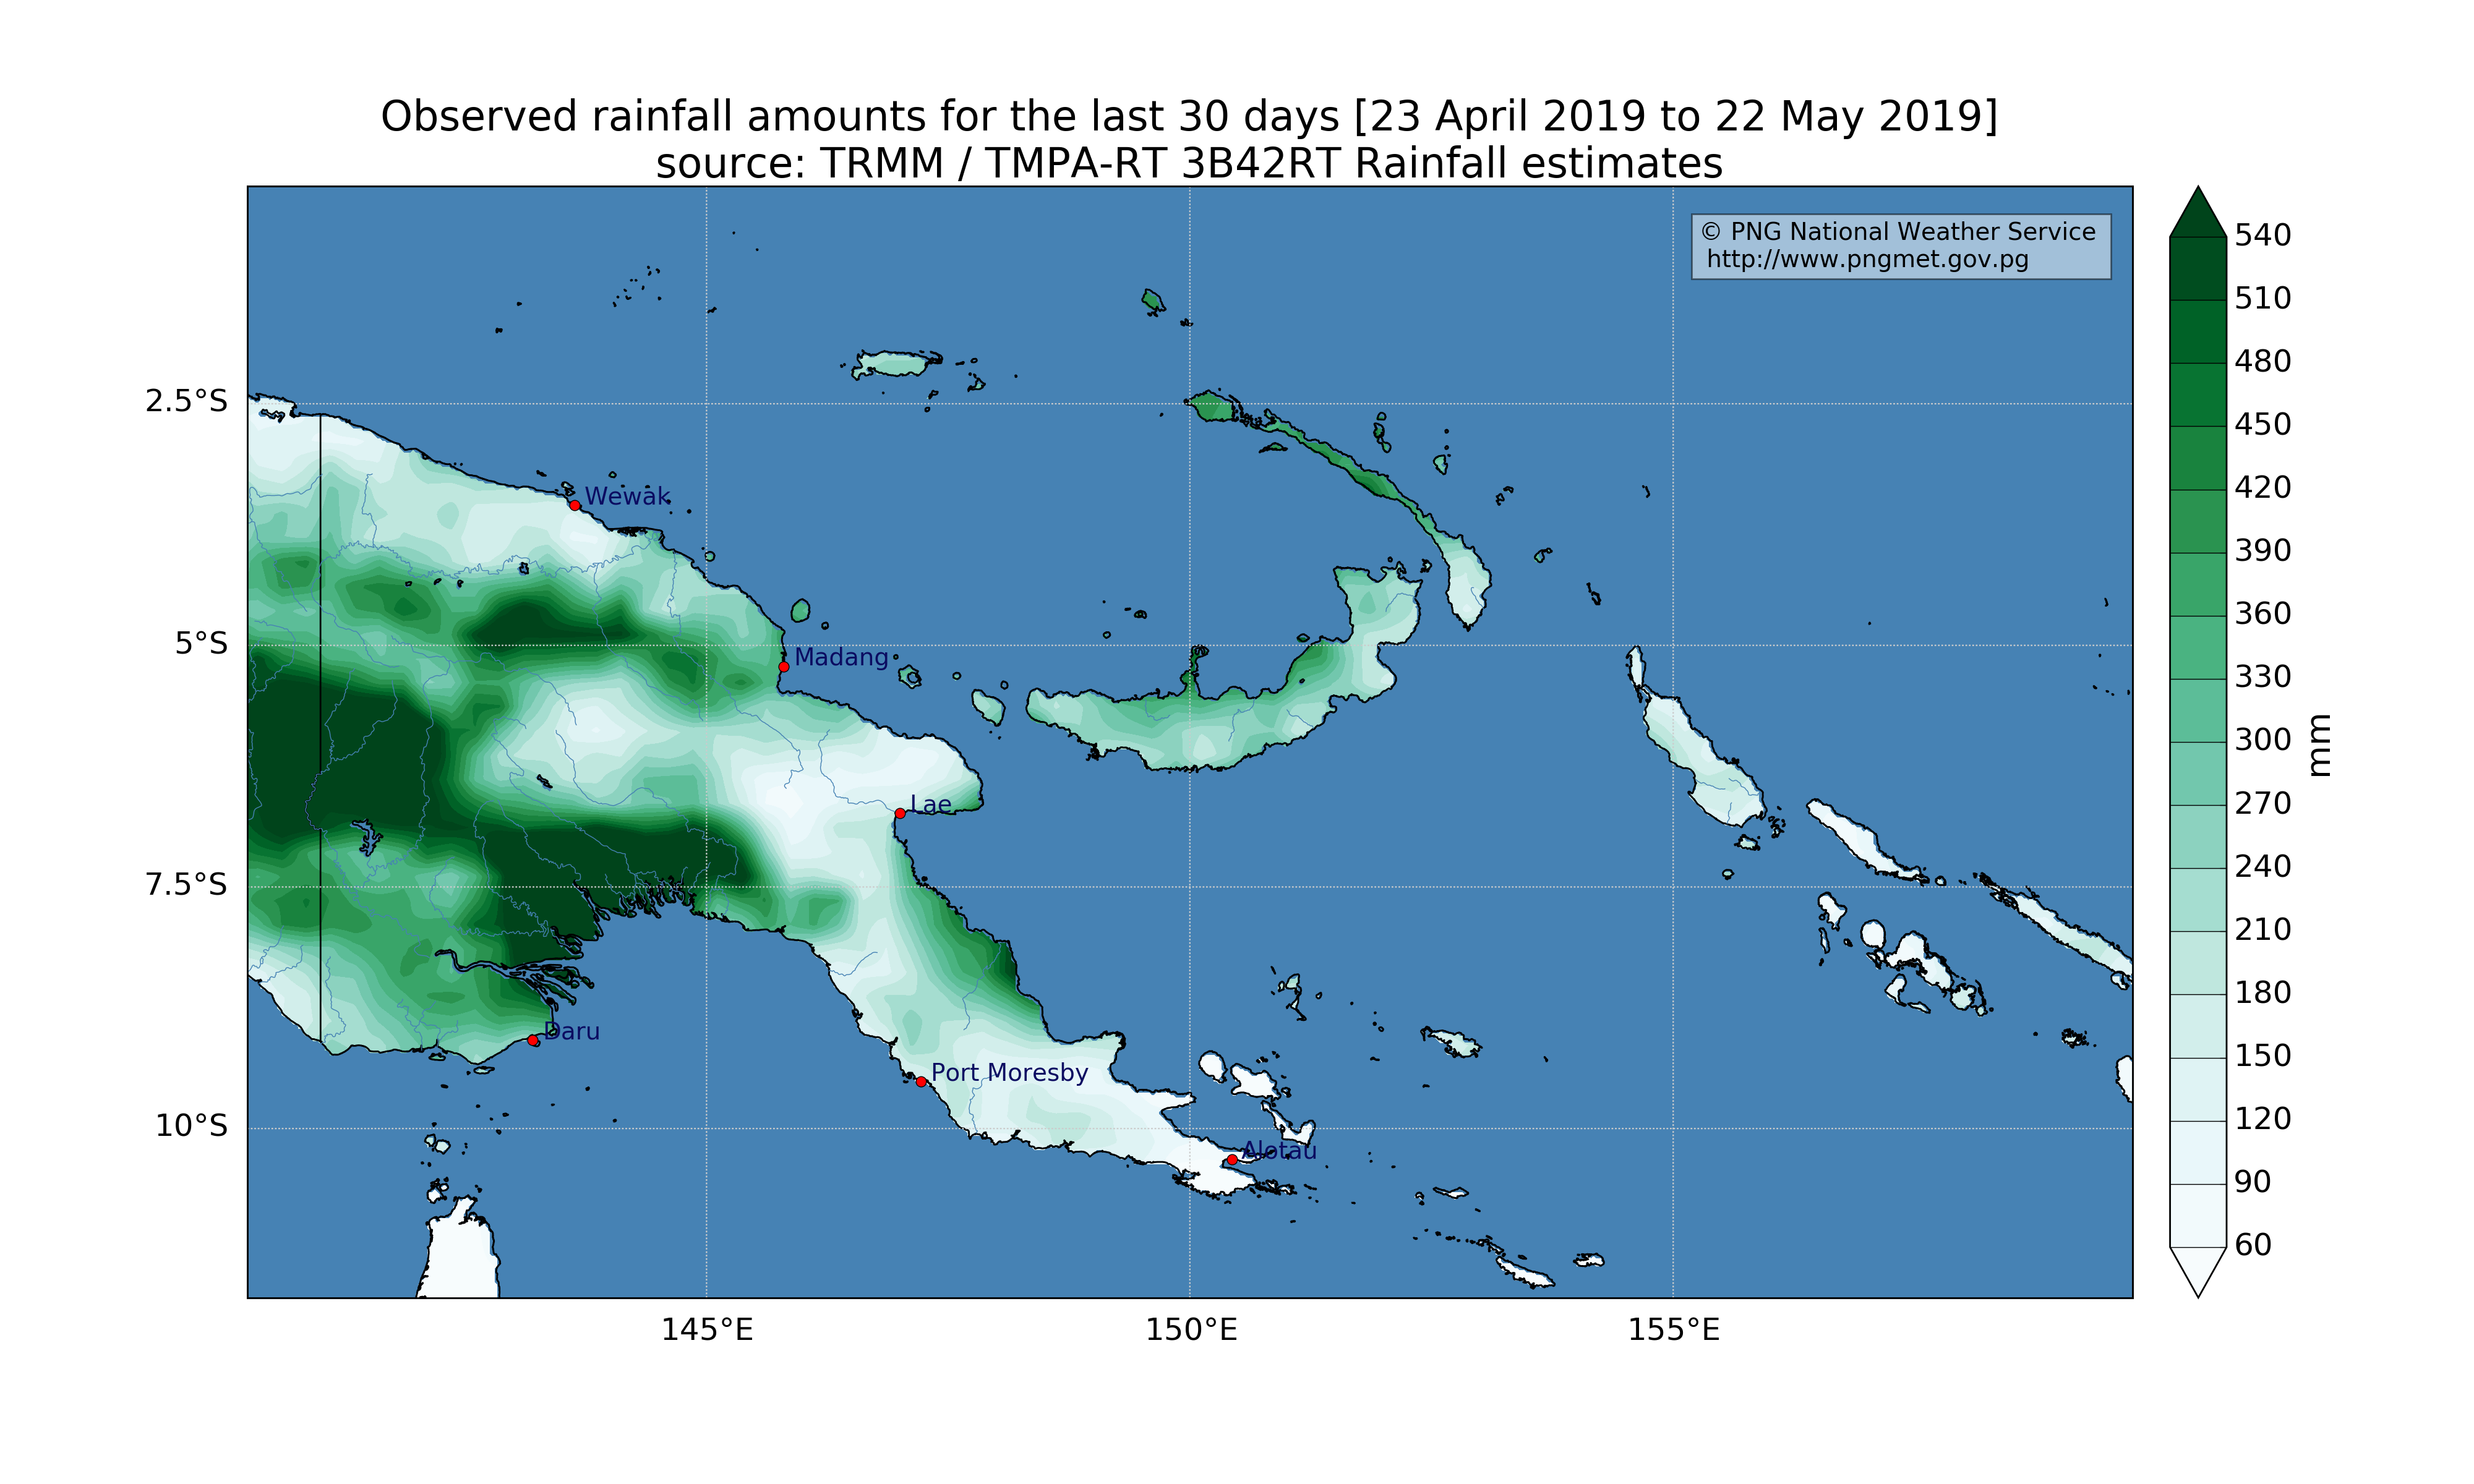 Observed rainfall amounts for the last 30 days [23 April 2019 to 22 May 2019]
source: TRMM / TMPA-RT 3B42RT Rainfall estimates
© PNG National Weather Service
http://www.pngmet.gov.pg
2.5°S
5°S
7.5°S
10°S
Wewak
Madang
Lae
Daru
Port Moresby
Alotau
145°E
150°E
155°E
540
510
480
450
420
390
360
330
300
270
240
210
180
150
120
90
60
mm